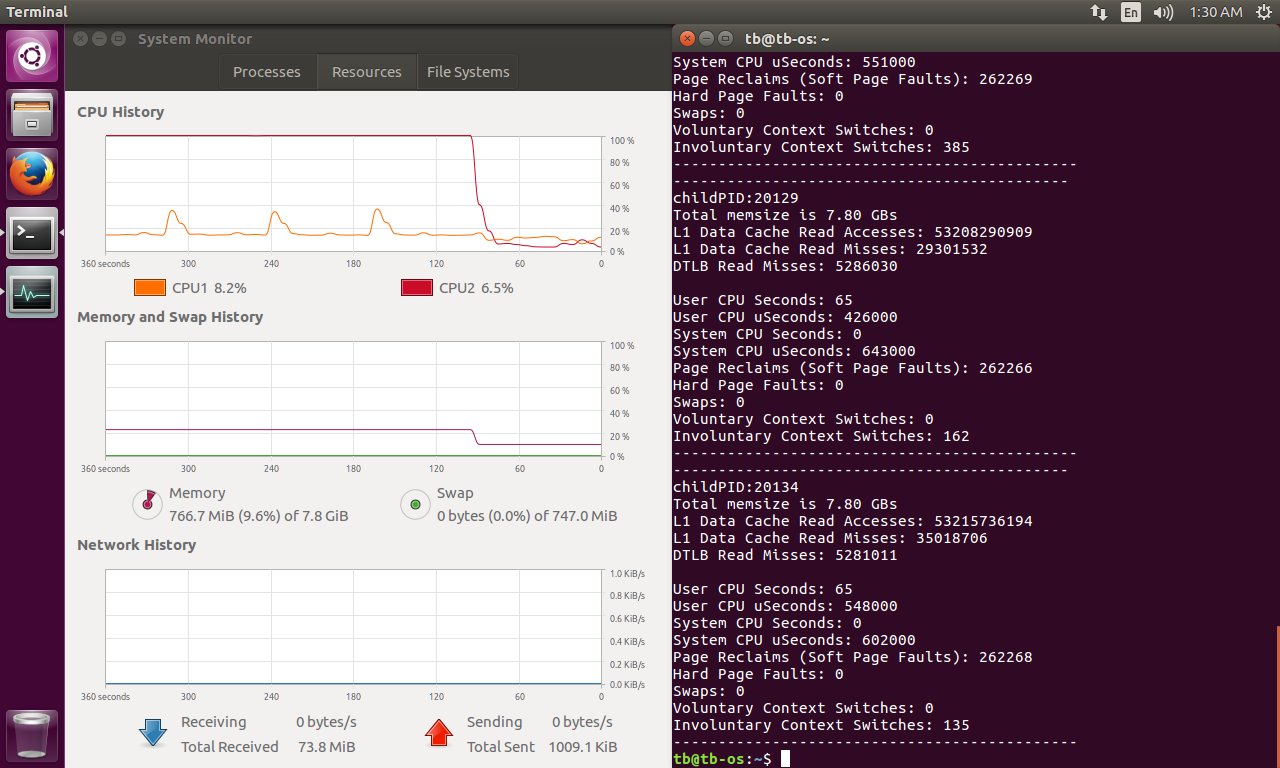 Terminal
En
1:30 AM
System Monitor
Processes
Resources
File Systems
CPU History
100 %
80 %
60 %
40 %
20 %
0 %
360 seconds
300
240
180
120
60
0
CPU1 8.2%
CPU2 6.5%
Memory and Swap History
100 %
80 %
60 %
40 %
20 %
0 %
360 seconds
300
240
180
120
60
0
Memory
766.7 MiB (9.6%) of 7.8 GiB
Swap
0 bytes (0.0%) of 747.0 MiB
Network History
1.0 KiB/s
0.8 KiB/s
0.6 KiB/s
0.4 KiB/s
0.2 KiB/s
0.0 KiB/s
360 seconds
300
240
180
120
60
0
Receiving 0 bytes/s
Total Received 73.8 MiB
Sending 0 bytes/s
Total Sent 1009.1 KiB
tb@tb-os: ~
System CPU uSeconds: 551000
Page Reclaims (Soft Page Faults): 262269
Hard Page Faults: 0
Swaps: 0
Voluntary Context Switches: 0
Involuntary Context Switches: 385
---------------------------------------------
--------------------------------------------
childPID:20129
Total memsize is 7.80 GBs
L1 Data Cache Read Accesses: 53208290909
L1 Data Cache Read Misses: 29301532
DTLB Read Misses: 5286030
User CPU Seconds: 65
User CPU uSeconds: 426000
System CPU Seconds: 0
System CPU uSeconds: 643000
Page Reclaims (Soft Page Faults): 262266
Hard Page Faults: 0
Swaps: 0
Voluntary Context Switches: 0
Involuntary Context Switches: 162
---------------------------------------------
--------------------------------------------
childPID:20134
Total memsize is 7.80 GBs
L1 Data Cache Read Accesses: 53215736194
L1 Data Cache Read Misses: 35018706
DTLB Read Misses: 5281011
User CPU Seconds: 65
User CPU uSeconds: 548000
System CPU Seconds: 0
System CPU uSeconds: 602000
Page Reclaims (Soft Page Faults): 262268
Hard Page Faults: 0
Swaps: 0
Voluntary Context Switches: 0
Involuntary Context Switches: 135
---------------------------------------------
tb@tb-os:~$